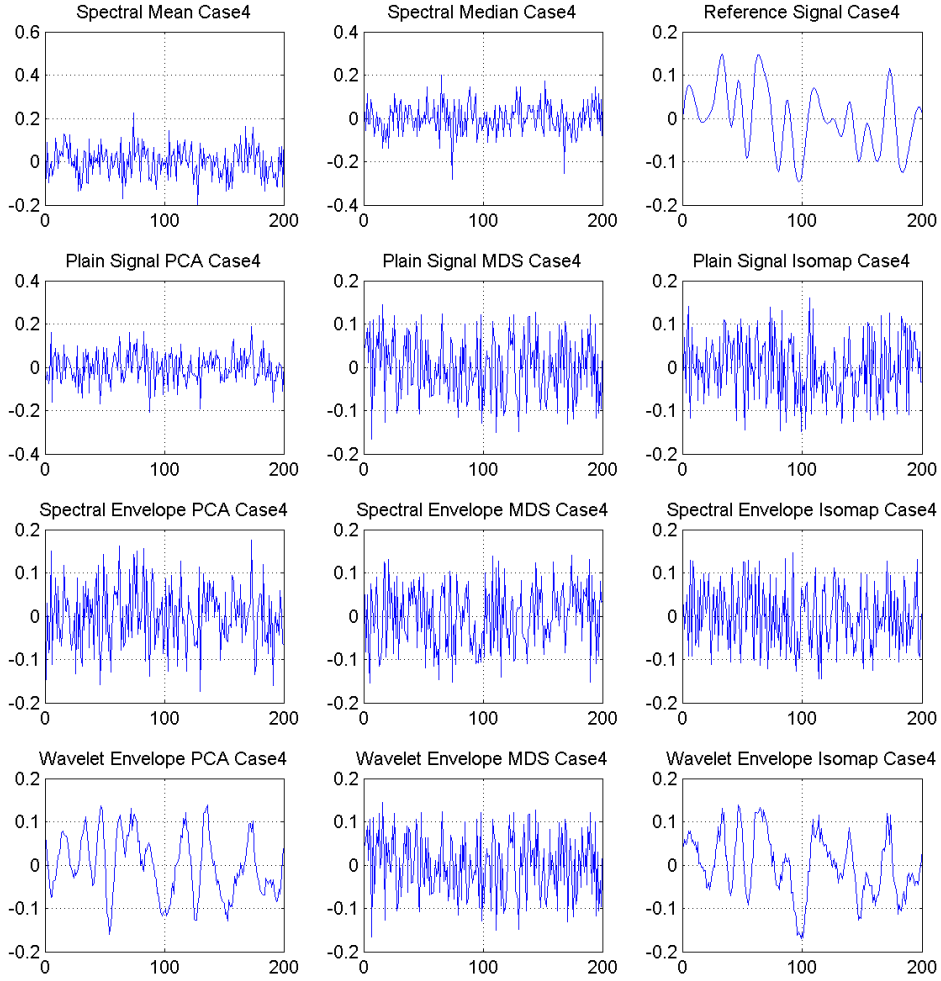 Spectral Mean Case4
0.6
0.4
0.2
0
-0.2
0 100 200
Spectral Median Case4
0.4
0.2
0
-0.2
-0.4
0 100 200
Reference Signal Case4
0.2
0.1
0
-0.1
-0.2
0 100 200
Plain Signal PCA Case4
0.4
0.2
0
-0.2
-0.4
0 100 200
Plain Signal MDS Case4
0.2
0.1
0
-0.1
-0.2
0 100 200
Plain Signal Isomap Case4
0.2
0.1
0
-0.1
-0.2
0 100 200
Spectral Envelope PCA Case4
0.2
0.1
0
-0.1
-0.2
0 100 200
Spectral Envelope MDS Case4
0.2
0.1
0
-0.1
-0.2
0 100 200
Spectral Envelope Isomap Case4
0.2
0.1
0
-0.1
-0.2
0 100 200
Wavelet Envelope PCA Case4
0.2
0.1
0
-0.1
-0.2
0 100 200
Wavelet Envelope MDS Case4
0.2
0.1
0
-0.1
-0.2
0 100 200
Wavelet Envelope Isomap Case4
0.2
0.1
0
-0.1
-0.2
0 100 200